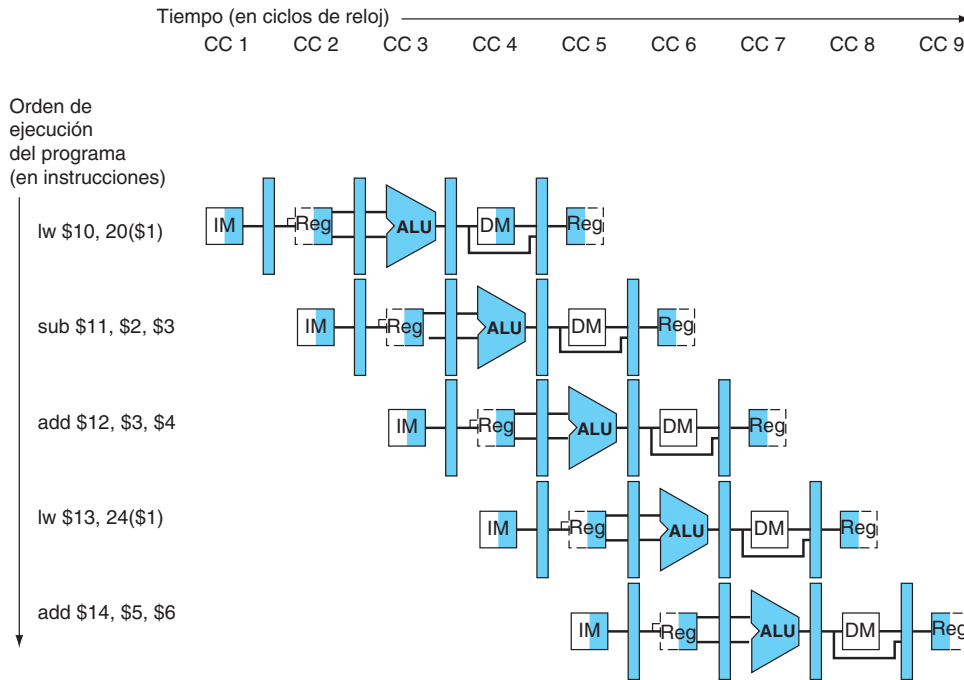 Tiempo (en ciclos de reloj)
CC 1 CC 2 CC 3 CC 4 CC 5 CC 6 CC 7 CC 8 CC 9
Orden de
ejecución
del programa
(en instrucciones)
lw $10, 20($1) IM Reg ALU DM Reg
sub $11, $2, $3 IM Reg ALU DM Reg
add $12, $3, $4 IM Reg ALU DM Reg
lw $13, 24($1) IM Reg ALU DM Reg
add $14, $5, $6 IM Reg ALU DM Reg